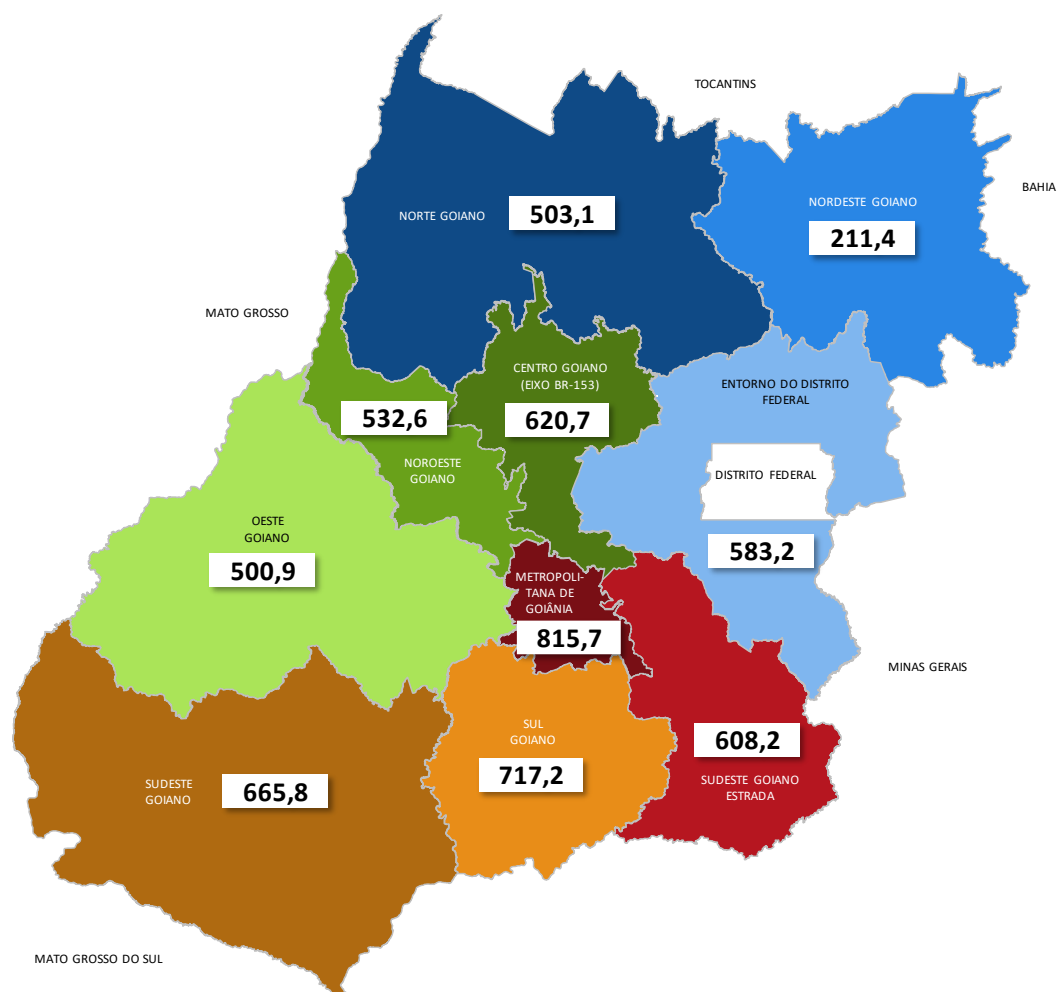 TOCANTINS
BAHIA
NORDESTE GOIANO
211,4
NORTE GOIANO
503,1
MATO GROSSO
CENTRO GOIANO
(EIXO BR-153)
620,7
ENTORNO DO DISTRITO
FEDERAL
532,6
NOROESTE
GOIANO
DISTRITO FEDERAL
583,2
OESTE
GOIANO
500,9
METROPOLI-
TANA DE
GOIÂNIA
815,7
MINAS GERAIS
608,2
SUDESTE GOIANO
ESTRADA
SUL
GOIANO
717,2
SUDESTE
GOIANO
665,8
MATO GROSSO DO SUL